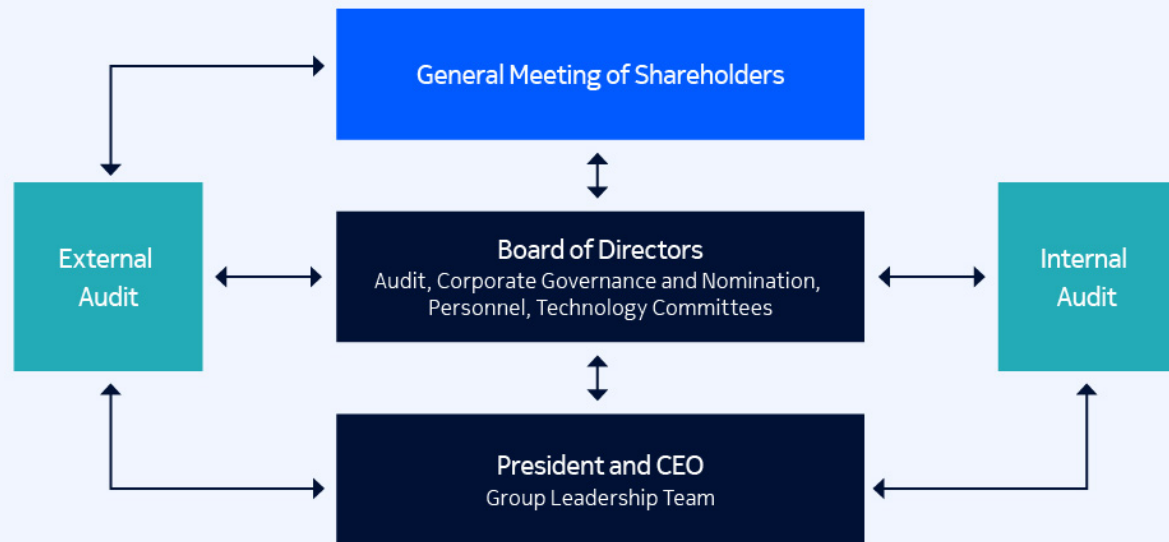 General Meeting of Shareholders
External
Audit
Board of Directors
Audit, Corporate Governance and Nomination,
Personnel, Technology Committees
Internal
Audit
President and CEO
Group Leadership Team